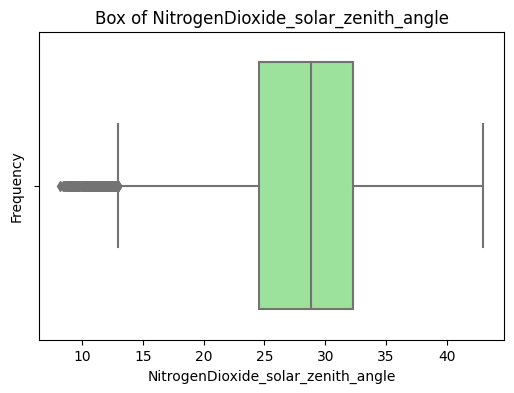 Box of NitrogenDioxide_solar_zenith_angle
Frequency
10 15 20 25 30 35 40
NitrogenDioxide_solar_zenith_angle